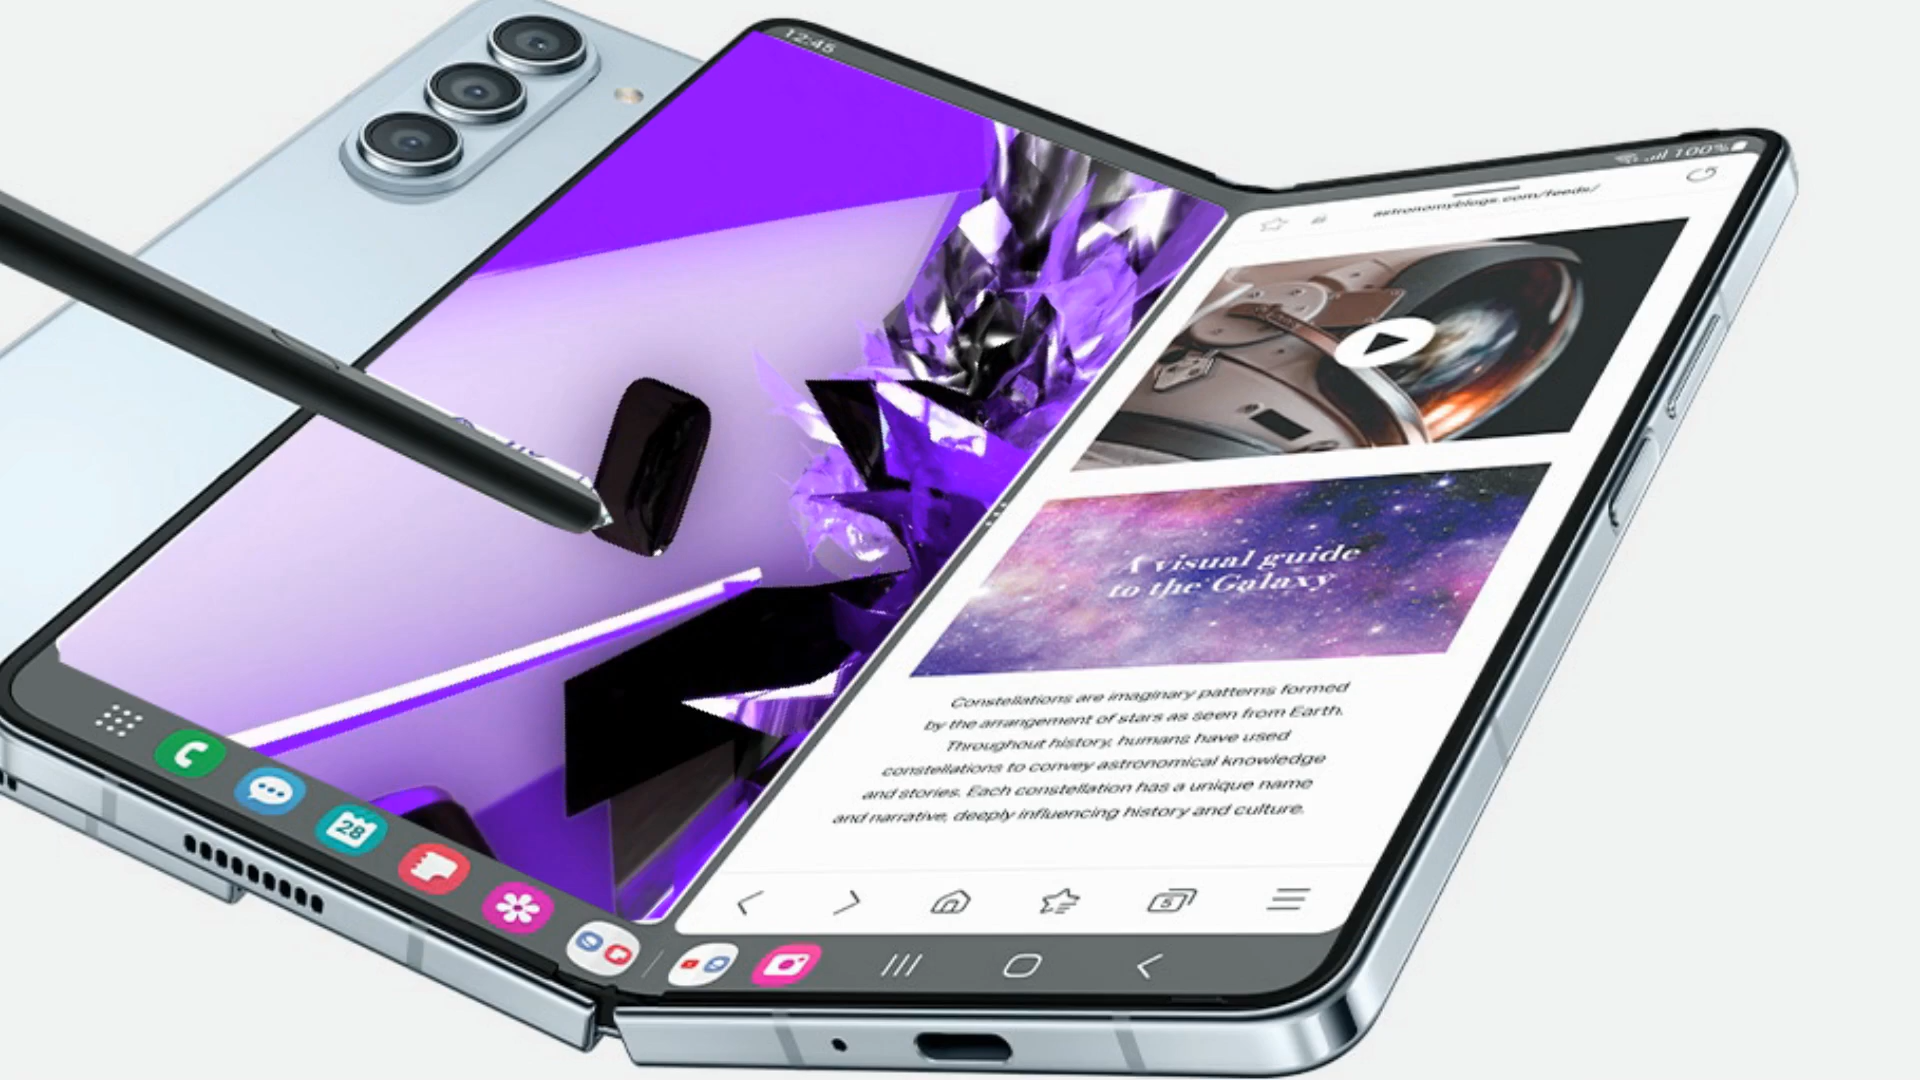 12:45
100%
astronomyblogs.com/feeds/
A visual guide
to the Galaxy
Constellations are imaginary patterns formed
by the arrangement of stars as seen from Earth.
Throughout history, humans have used
constellations to convey astronomical knowledge
and stories. Each constellation has a unique name
and narrative, deeply influencing history and culture.
28
5